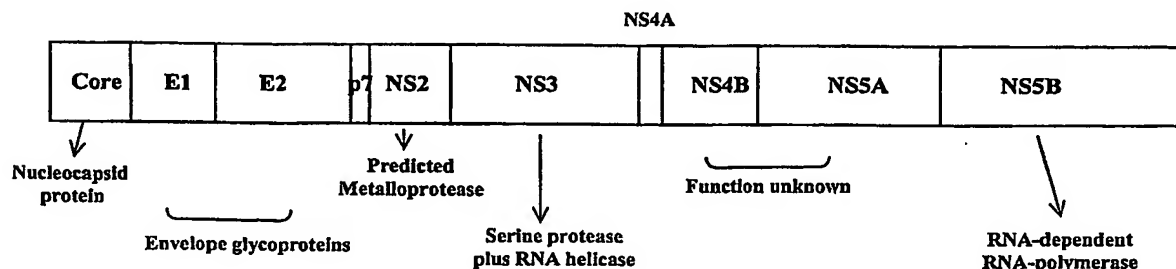 NS4A
Core E1 E2 p7 NS2 NS3 NS4B NS5A NS5B
Nucleocapsid
protein
Predicted
Metalloprotease
Function unknown
Envelope glycoproteins
Serine protease
plus RNA helicase
RNA-dependent
RNA-polymerase